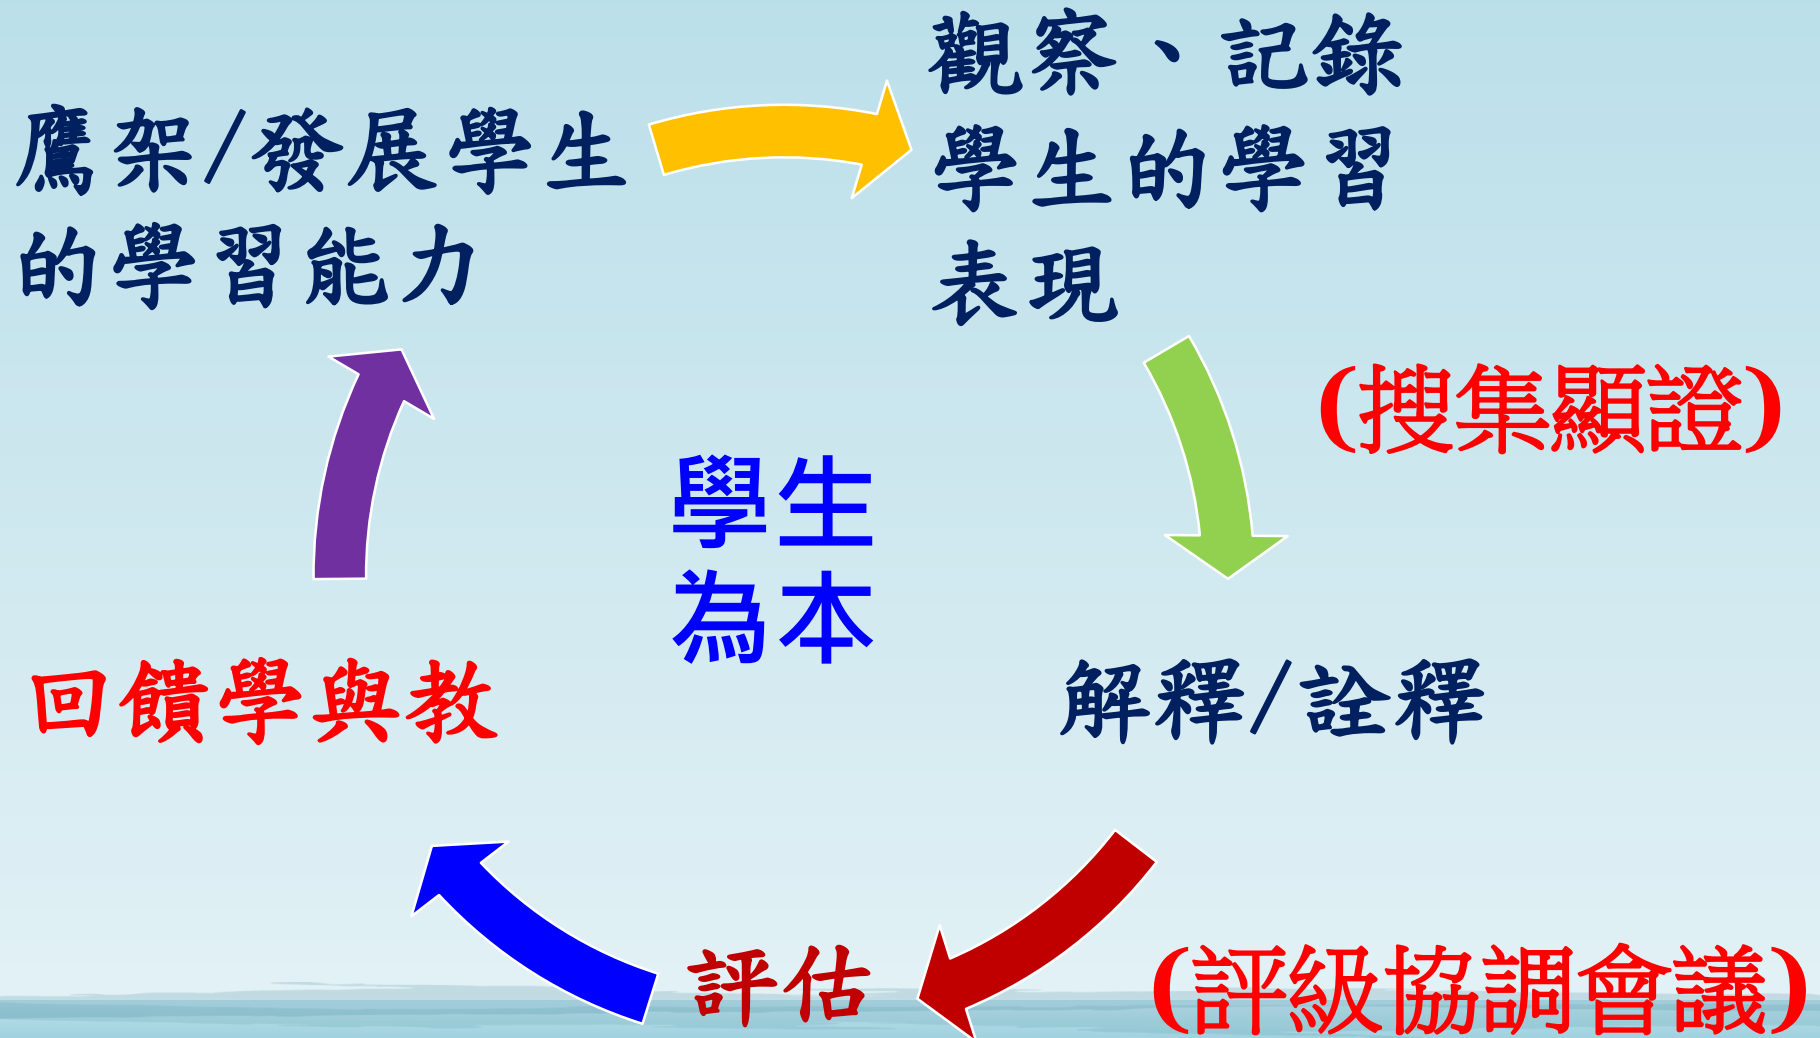 觀察、記錄
學生的學習
表現
(搜集顯證)
解釋/詮釋
(評級協調會議)
評估
回饋學與教
鷹架/發展學生
的學習能力
學生
為本